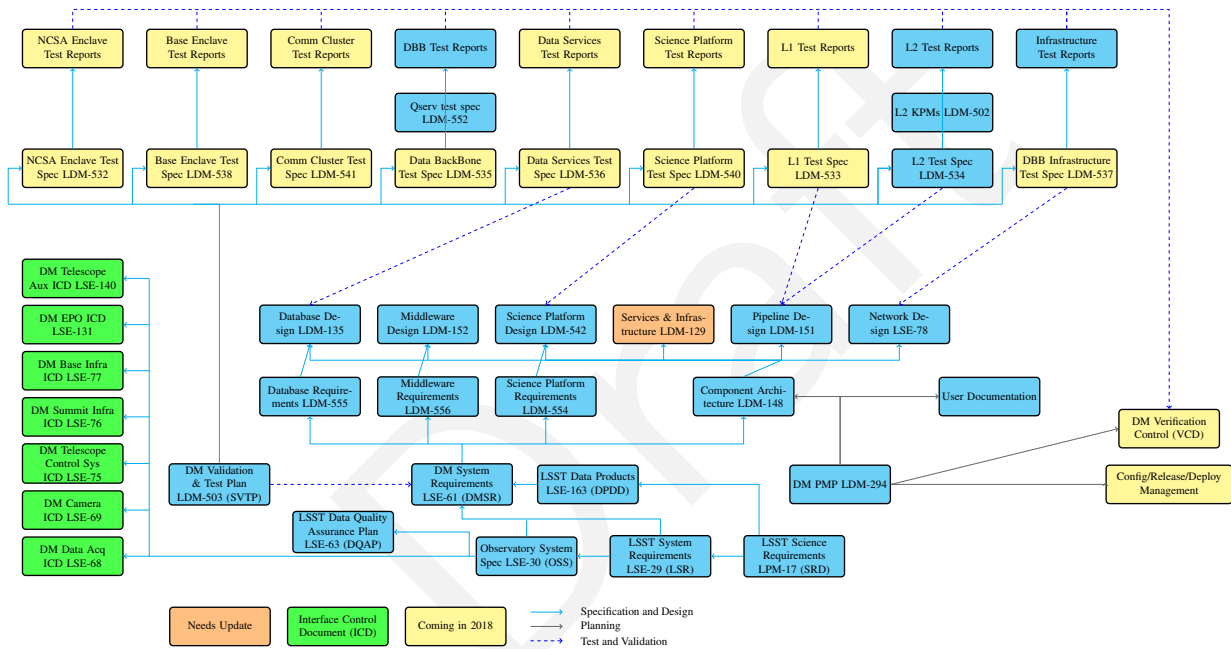 NCSA Enclave
Test Reports
Base Enclave
Test Reports
Comm Cluster
Test Reports
DBB Test Reports
Data Services
Test Reports
Science Platform
Test Reports
L1 Test Reports
L2 Test Reports
Infrastructure
Test Reports
Qserv test spec
LDM-552
L2 KPMs LDM-502
NCSA Enclave Test
Spec LDM-532
Base Enclave Test
Spec LDM-538
Comm Cluster Test
Spec LDM-541
Data BackBone
Test Spec LDM-535
Data Services Test
Spec LDM-536
Science Platform
Test Spec LDM-540
L1 Test Spec
LDM-533
L2 Test Spec
LDM-534
DBB Infrastructure
Test Spec LDM-537
DM Telescope
Aux ICD LSE-140
DM EPO ICD
LSE-131
DM Base Infra
ICD LSE-77
DM Summit Infra
ICD LSE-76
DM Telescope
Control Sys
ICD LSE-75
DM Camera
ICD LSE-69
DM Data Acq
ICD LSE-68
Database De-
sign LDM-135
Middleware
Design LDM-152
Science Platform
Design LDM-542
Services & Infras-
tructure LDM-129
Pipeline De-
sign LDM-151
Network De-
sign LSE-78
Database Require-
ments LDM-555
Middleware
Requirements
LDM-556
Science Platform
Requirements
LDM-554
Component Archi-
tecture LDM-148
User Documentation
DM Verification
Control (VCD)
DM Validation
& Test Plan
LDM-503 (SVTP)
DM System
Requirements
LSE-61 (DMSR)
LSST Data Products
LSE-163 (DPDD)
DM PMP LDM-294
Config/Release/Deploy
Management
LSST Data Quality
Assurance Plan
LSE-63 (DQAP)
Observatory System
Spec LSE-30 (OSS)
LSST System
Requirements
LSE-29 (LSR)
LSST Science
Requirements
LPM-17 (SRD)
Needs Update
Interface Control
Document (ICD)
Coming in 2018
Specification and Design
Planning
Test and Validation
Draft